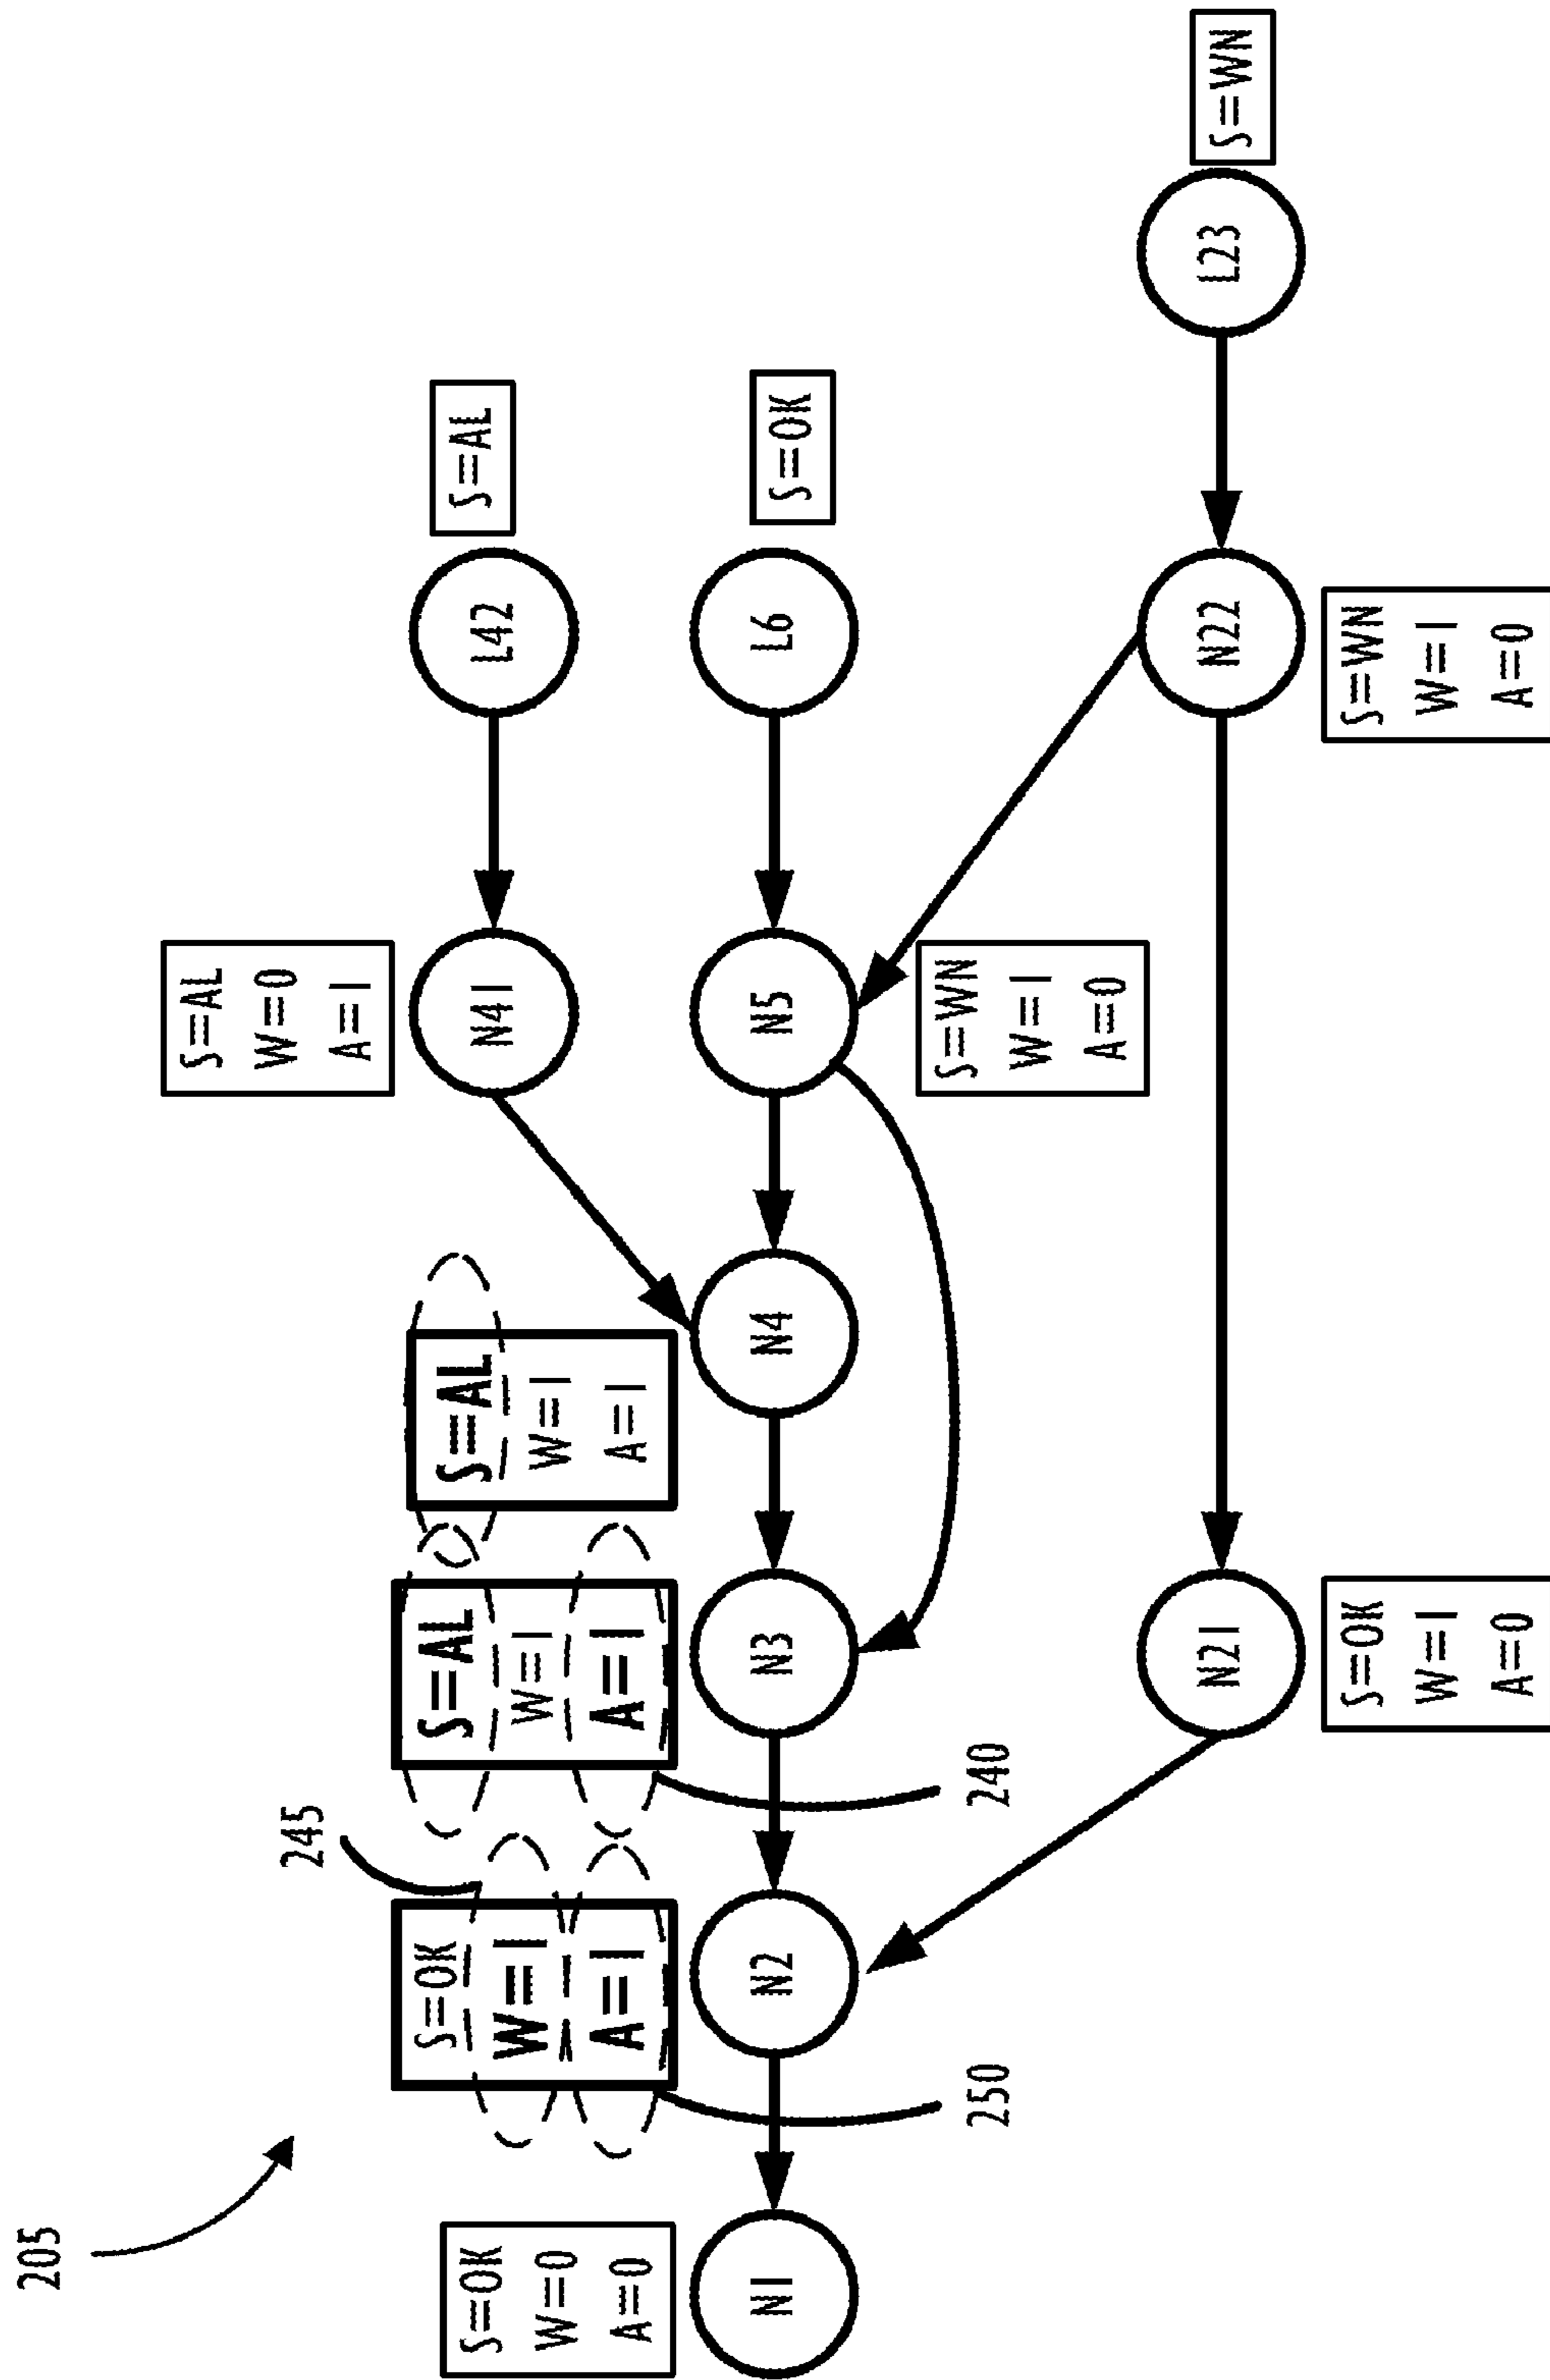 205
S=OK
W=0
A=0
N1
245
S=OK
W=1
A=1
N2
250
S=AL
W=1
A=1
N3
240
S=AL
W=1
A=1
N4
S=AL
W=0
A=1
N41
L42
S=AL
N5
S=WN
W=1
A=0
L6
S=OK
N21
S=OK
W=1
A=0
N22
S=WN
W=1
A=0
L23
S=WN